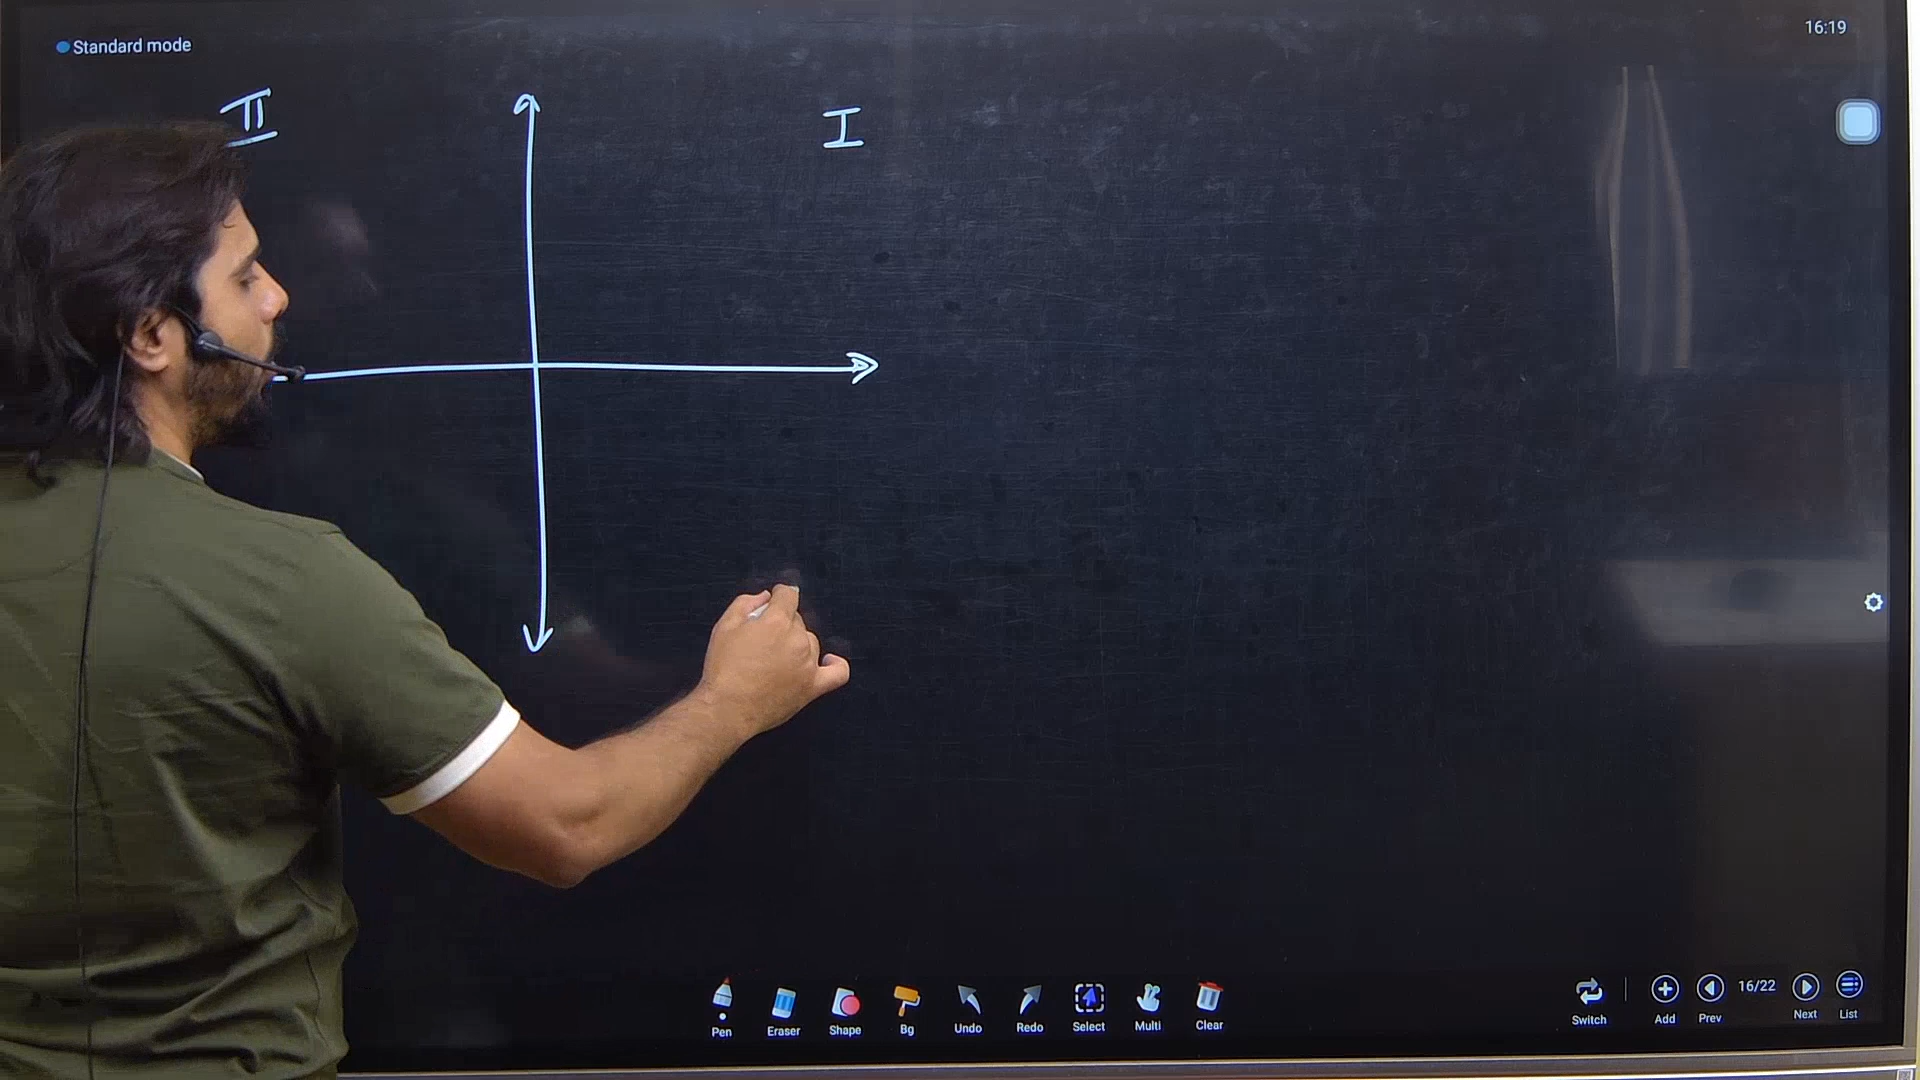 Standard mode
16:19
II
I
Pen
Eraser
Shape
Bg
Undo
Redo
Select
Multi
Clear
Switch
Add
Prev
16/22
Next
List